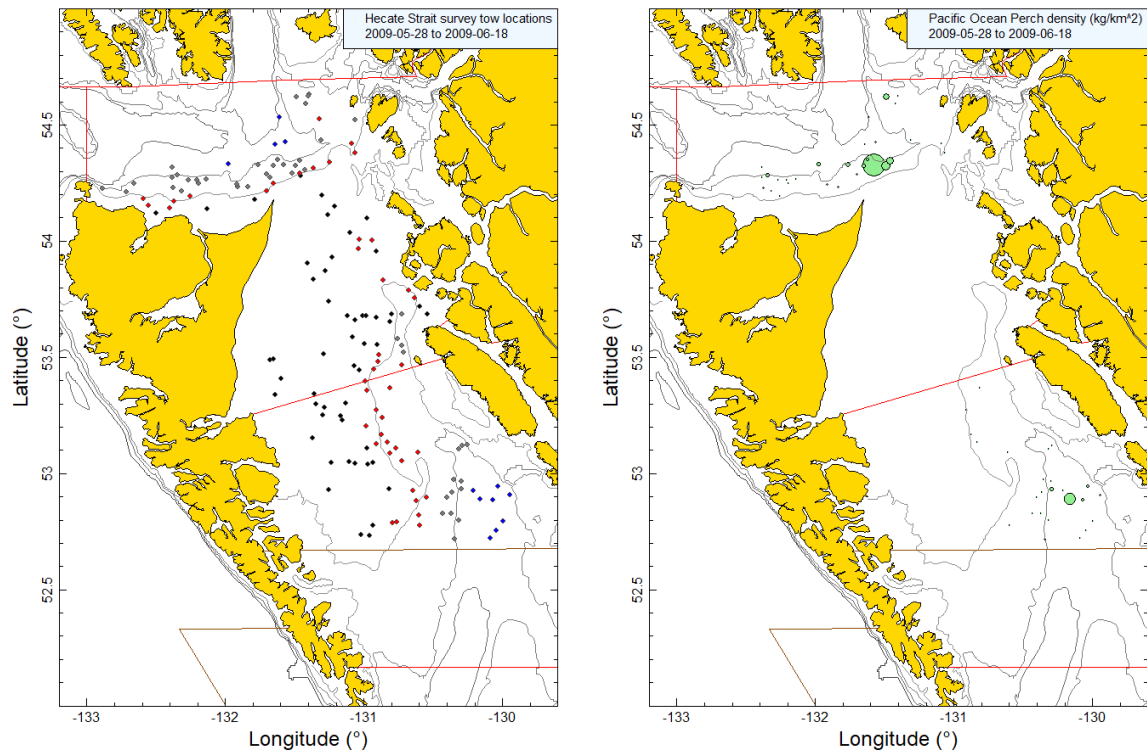 Hecate Strait survey tow locations
2009-05-28 to 2009-06-18
Latitude (°)
54.5
54
53.5
53
52.5
-133
-132
-131
-130
Longitude (°)
Pacific Ocean Perch density (kg/km^2)
2009-05-28 to 2009-06-18
Latitude (°)
54.5
54
53.5
53
52.5
-133
-132
-131
-130
Longitude (°)